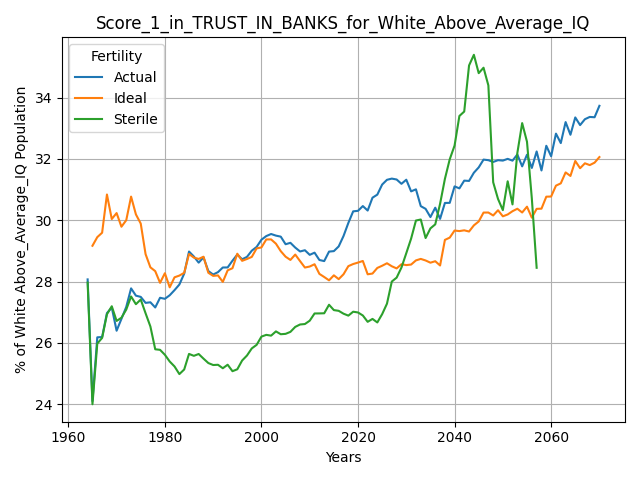 Score_1_in_TRUST_IN_BANKS_for_White_Above_Average_IQ
Fertility
Actual
Ideal
Sterile
% of White Above_Average_IQ Population
34
32
30
28
26
24
1960
1980
2000
2020
2040
2060
Years